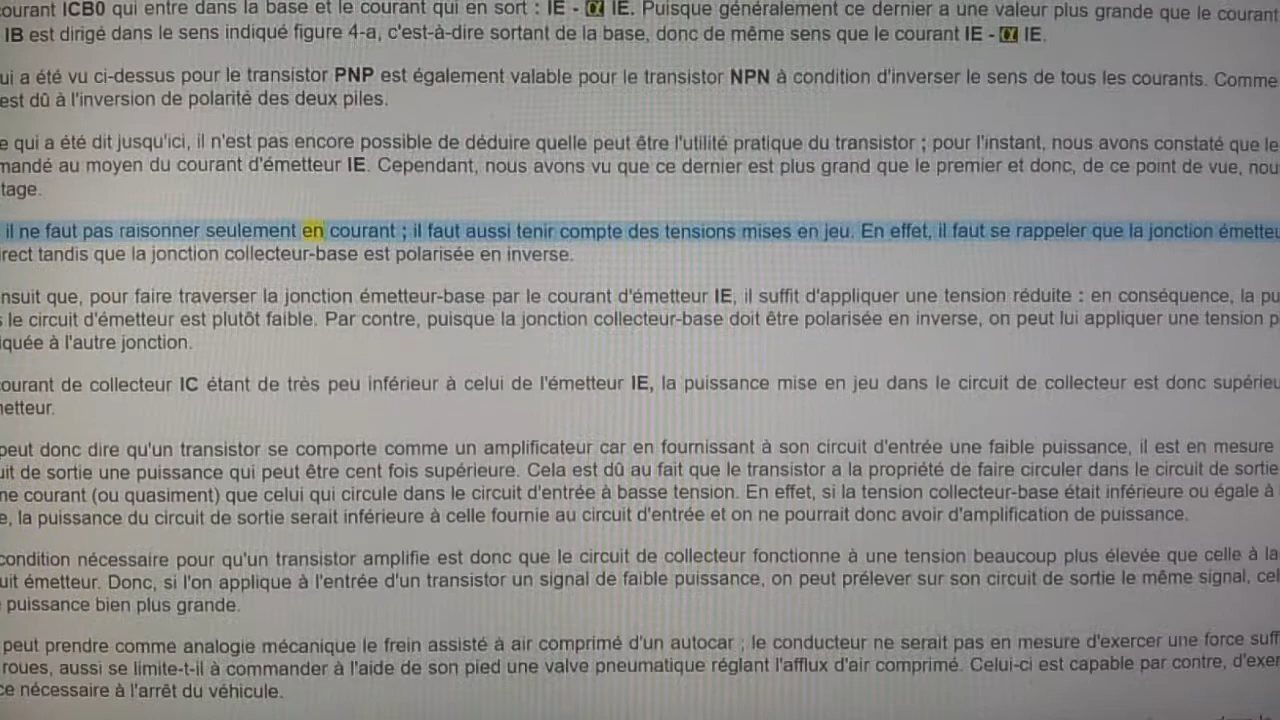 ourant ICB0 qui entre dans la base et le courant qui en sort : IE - α IE. Puisque généralement ce dernier a une valeur plus grande que le courant
IB est dirigé dans le sens indiqué figure 4-a, c'est-à-dire sortant de la base, donc de même sens que le courant IE - α IE.
ui a été vu ci-dessus pour le transistor PNP est également valable pour le transistor NPN à condition d'inverser le sens de tous les courants. Comme
est dû à l'inversion de polarité des deux piles.
e qui a été dit jusqu'ici, il n'est pas encore possible de déduire quelle peut être l'utilité pratique du transistor ; pour l'instant, nous avons constaté que le
mandé au moyen du courant d'émetteur IE. Cependant, nous avons vu que ce dernier est plus grand que le premier et donc, de ce point de vue, nou
tage.
il ne faut pas raisonner seulement en courant ; il faut aussi tenir compte des tensions mises en jeu. En effet, il faut se rappeler que la jonction émetteu
rect tandis que la jonction collecteur-base est polarisée en inverse.
nsuit que, pour faire traverser la jonction émetteur-base par le courant d'émetteur IE, il suffit d'appliquer une tension réduite : en conséquence, la pu
s le circuit d'émetteur est plutôt faible. Par contre, puisque la jonction collecteur-base doit être polarisée en inverse, on peut lui appliquer une tension p
iquée à l'autre jonction.
ourant de collecteur IC étant de très peu inférieur à celui de l'émetteur IE, la puissance mise en jeu dans le circuit de collecteur est donc supérieu
netteur.
peut donc dire qu'un transistor se comporte comme un amplificateur car en fournissant à son circuit d'entrée une faible puissance, il est en mesure
uit de sortie une puissance qui peut être cent fois supérieure. Cela est dû au fait que le transistor a la propriété de faire circuler dans le circuit de sortie
ne courant (ou quasiment) que celui qui circule dans le circuit d'entrée à basse tension. En effet, si la tension collecteur-base était inférieure ou égale à
e, la puissance du circuit de sortie serait inférieure à celle fournie au circuit d'entrée et on ne pourrait donc avoir d'amplification de puissance.
condition nécessaire pour qu'un transistor amplifie est donc que le circuit de collecteur fonctionne à une tension beaucoup plus élevée que celle à la
uit émetteur. Donc, si l'on applique à l'entrée d'un transistor un signal de faible puissance, on peut prélever sur son circuit de sortie le même signal, cel
puissance bien plus grande.
peut prendre comme analogie mécanique le frein assisté à air comprimé d'un autocar ; le conducteur ne serait pas en mesure d'exercer une force suff
roues, aussi se limite-t-il à commander à l'aide de son pied une valve pneumatique réglant l'afflux d'air comprimé. Celui-ci est capable par contre, d'exer
ce nécessaire à l'arrêt du véhicule.